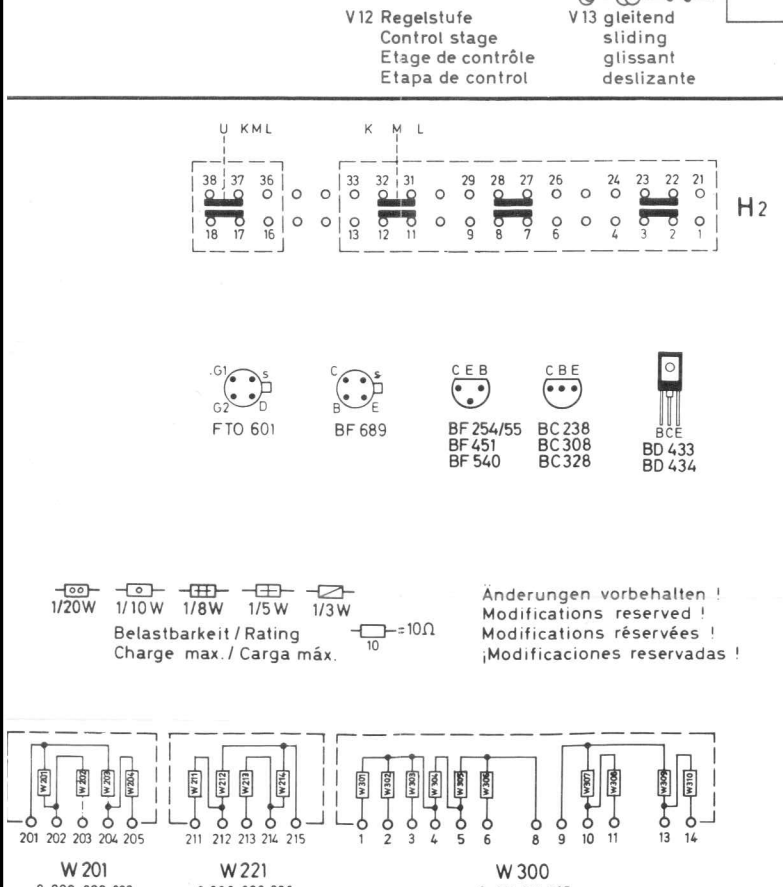 V12 Regelstufe
Control stage
Etage de contrôle
Etapa de control
V13 gleitend
sliding
glissant
deslizante
U KML
K M L
38 37 36
33 32 31 29 28 27 26 24 23 22 21
18 17 16
13 12 11 9 8 7 6 4 3 2 1
H2
G1 S
G2 D
FTO 601
C S
B E
BF 689
C E B
BF 254/55
BF 451
BF 540
C B E
BC 238
BC 308
BC 328
BCE
BD 433
BD 434
1/20W 1/10W 1/8W 1/5W 1/3W
Belastbarkeit / Rating
Charge max. / Carga máx.
10 =10Ω
Änderungen vorbehalten !
Modifications reserved !
Modifications réservées !
¡Modificaciones reservadas !
W201 W202 W203 W204
201 202 203 204 205
W 201
W211 W212 W213 W214
211 212 213 214 215
W 221
W301 W302 W303 W304 W305 W306 W307 W308 W309 W310
1 2 3 4 5 6 8 9 10 11 13 14
W 300